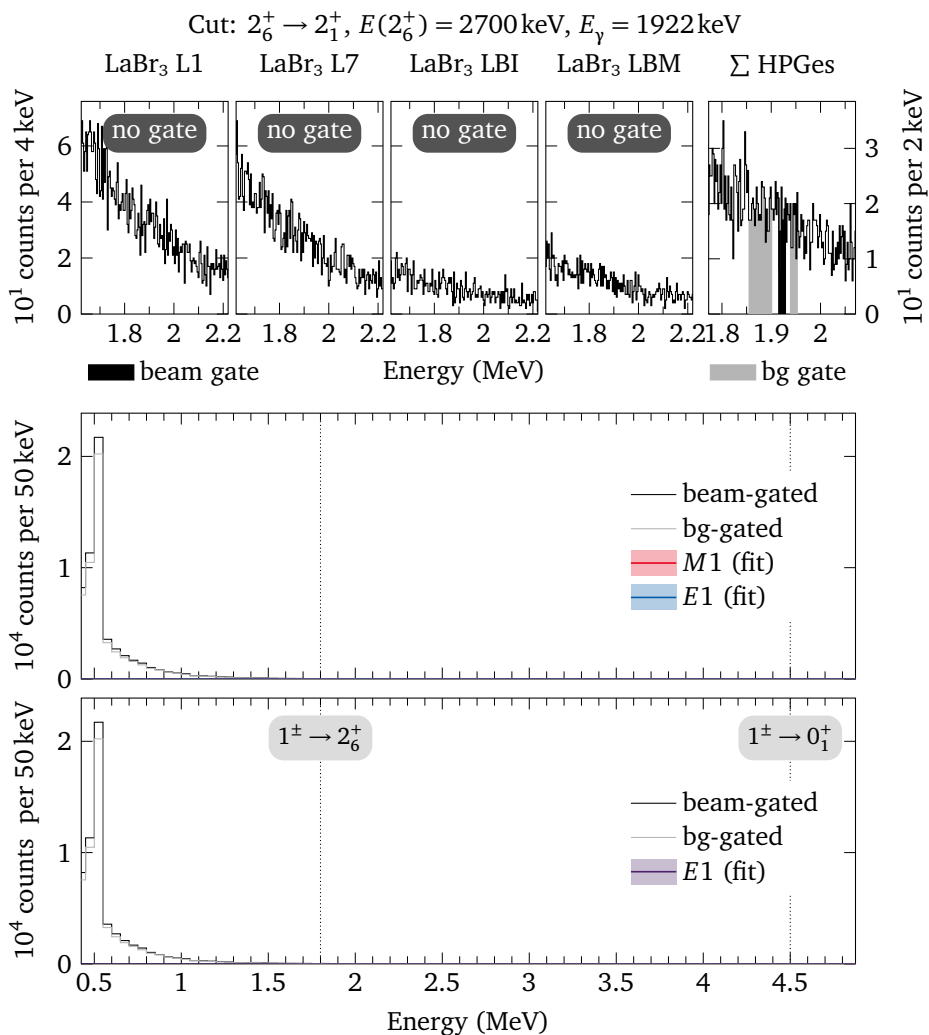 Cut: 2₆⁺ → 2₁⁺, E(2₆⁺) = 2700 keV, Eγ = 1922 keV
LaBr₃ L1 LaBr₃ L7 LaBr₃ LBI LaBr₃ LBM ∑ HPGes
no gate no gate no gate no gate
10¹ counts per 4 keV
0 2 4 6
10¹ counts per 2 keV
0 1 2 3
1.8 2 2.2 1.8 2 2.2 1.8 2 2.2 1.8 2 2.2 1.8 1.9 2
beam gate Energy (MeV) bg gate
10⁴ counts per 50 keV
0 1 2
beam-gated
bg-gated
M1 (fit)
E1 (fit)
10⁴ counts per 50 keV
0 1 2
1± → 2₆⁺ 1± → 0₁⁺
beam-gated
bg-gated
E1 (fit)
0.5 1 1.5 2 2.5 3 3.5 4 4.5
Energy (MeV)